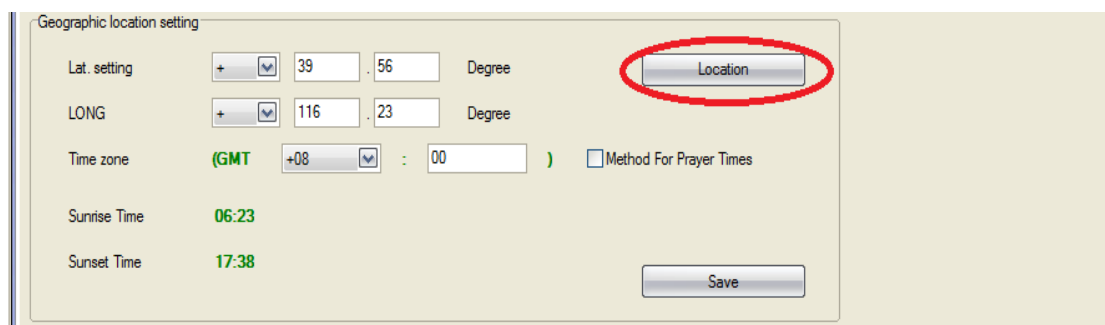 Geographic location setting
Lat. setting + 39 . 56 Degree Location
LONG + 116 . 23 Degree
Time zone (GMT +08 : 00 ) Method For Prayer Times
Sunrise Time 06:23
Sunset Time 17:38
Save